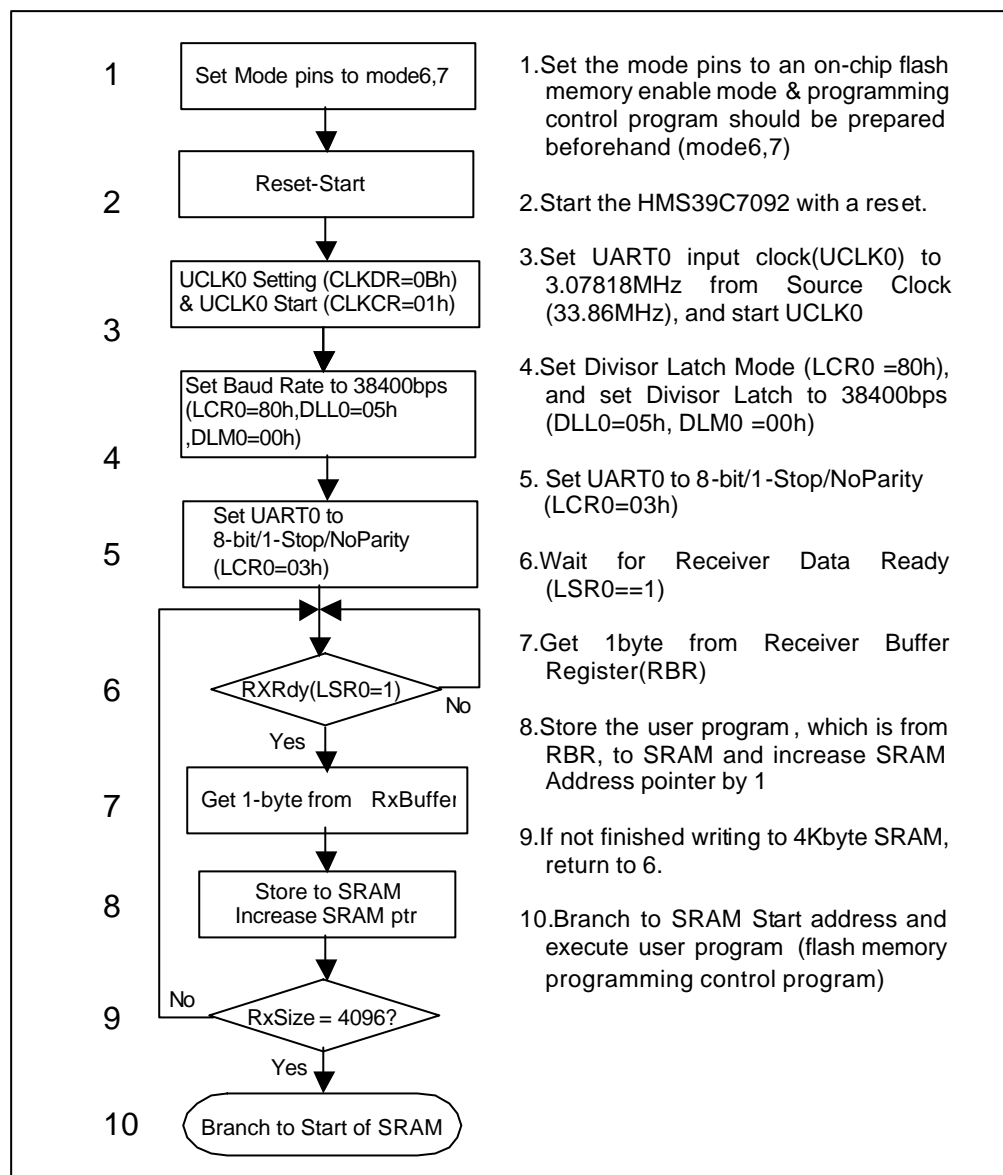 1
Set Mode pins to mode6,7
2
Reset-Start
3
UCLK0 Setting (CLKDR=0Bh)
& UCLK0 Start (CLKCR=01h)
4
Set Baud Rate to 38400bps
(LCR0=80h,DLL0=05h
,DLM0=00h)
5
Set UART0 to
8-bit/1-Stop/NoParity
(LCR0=03h)
6
RXRdy(LSR0=1)
No
Yes
7
Get 1-byte from RxBuffer
8
Store to SRAM
Increase SRAM ptr
9
No
RxSize = 4096?
Yes
10
Branch to Start of SRAM
1.Set the mode pins to an on-chip flash
memory enable mode & programming
control program should be prepared
beforehand (mode6,7)
2.Start the HMS39C7092 with a reset.
3.Set UART0 input clock(UCLK0) to
3.07818MHz from Source Clock
(33.86MHz), and start UCLK0
4.Set Divisor Latch Mode (LCR0 =80h),
and set Divisor Latch to 38400bps
(DLL0=05h, DLM0 =00h)
5. Set UART0 to 8-bit/1-Stop/NoParity
(LCR0=03h)
6.Wait for Receiver Data Ready
(LSR0==1)
7.Get 1byte from Receiver Buffer
Register(RBR)
8.Store the user program, which is from
RBR, to SRAM and increase SRAM
Address pointer by 1
9.If not finished writing to 4Kbyte SRAM,
return to 6.
10.Branch to SRAM Start address and
execute user program (flash memory
programming control program)